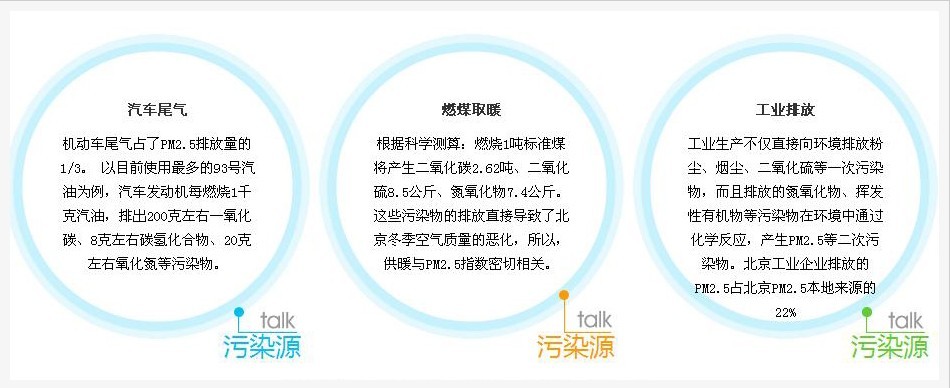 汽车尾气
机动车尾气占了PM2.5排放量的
1/3。 以目前使用最多的93号汽
油为例，汽车发动机每燃烧1千
克汽油，排出200克左右一氧化
碳、8克左右碳氢化合物、20克
左右氧化氮等污染物。
talk
污染源
燃煤取暖
根据科学测算：燃烧1吨标准煤
将产生二氧化碳2.62吨、二氧化
硫8.5公斤、氮氧化物7.4公斤。
这些污染物的排放直接导致了北
京冬季空气质量的恶化，所以，
供暖与PM2.5指数密切相关。
talk
污染源
工业排放
工业生产不仅直接向环境排放粉
尘、烟尘、二氧化硫等一次污染
物，而且排放的氮氧化物、挥发
性有机物等污染物在环境中通过
化学反应，产生PM2.5等二次污
染物。北京工业企业排放的
PM2.5占北京PM2.5本地来源的
22%
talk
污染源